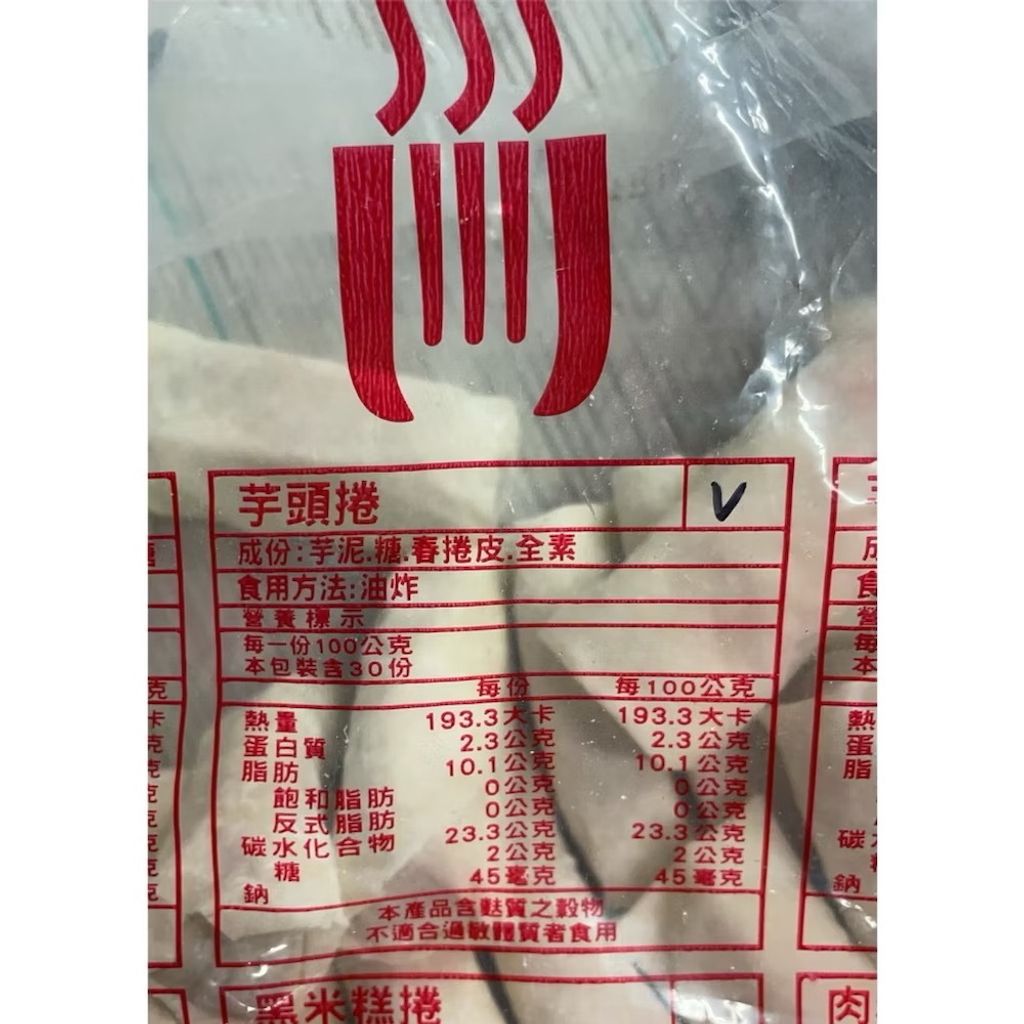 芋頭捲 V
成份:芋泥.糖.春捲皮.全素
食用方法:油炸
營養標示
每一份100公克
本包裝含30份
每份 每100公克
熱量 193.3大卡 193.3大卡
蛋白質 2.3公克 2.3公克
脂肪 10.1公克 10.1公克
飽和脂肪 0公克 0公克
反式脂肪 0公克 0公克
碳水化合物 23.3公克 23.3公克
糖 2公克 2公克
鈉 45毫克 45毫克
本產品含麩質之穀物
不適合過敏體質者食用
黑米糕捲
肉